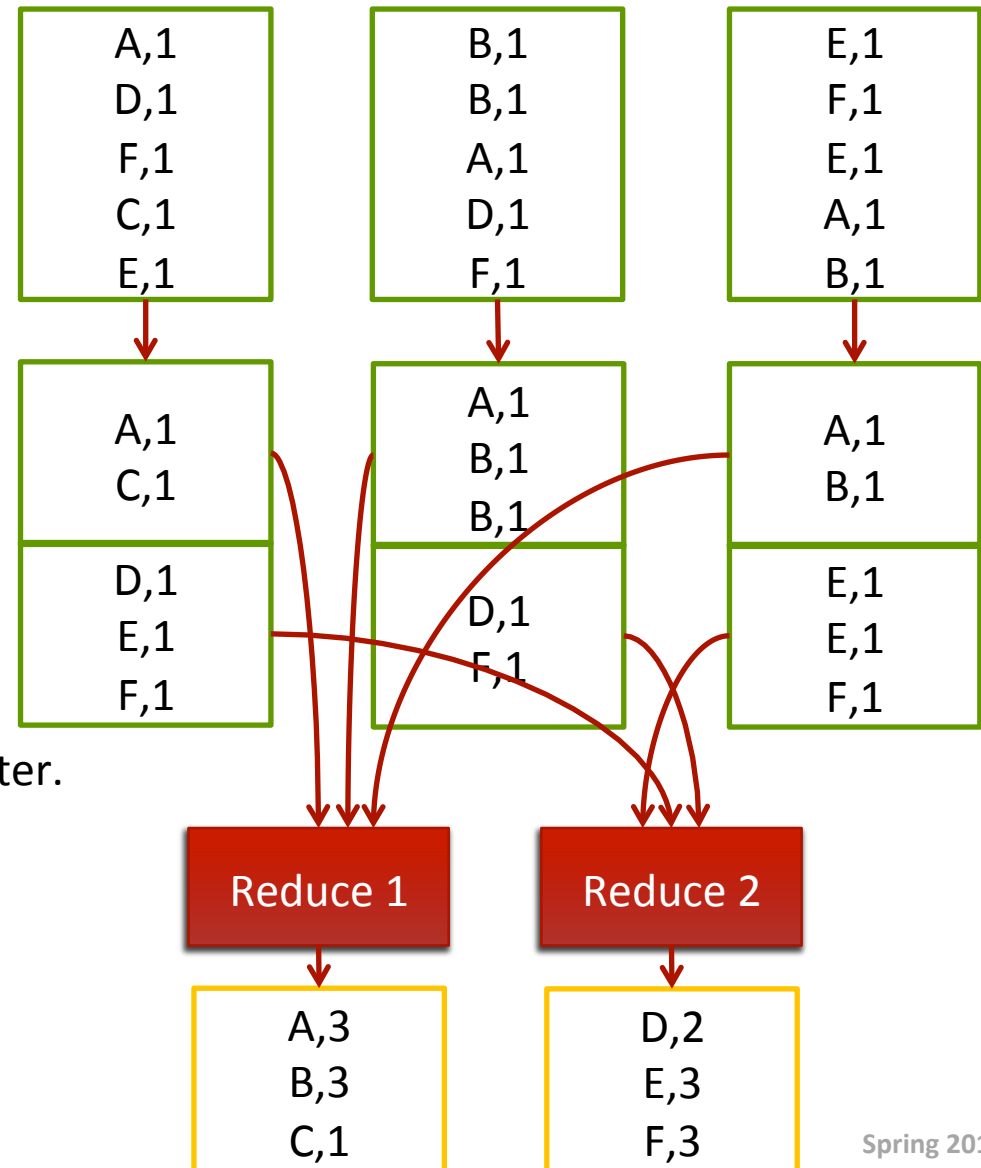 A,1
D,1
F,1
C,1
E,1
B,1
B,1
A,1
D,1
F,1
E,1
F,1
E,1
A,1
B,1
A,1
C,1
A,1
B,1
B,1
A,1
B,1
D,1
E,1
F,1
D,1
F,1
E,1
E,1
F,1
ter.
Reduce 1
Reduce 2
A,3
B,3
C,1
D,2
E,3
F,3
Spring 201